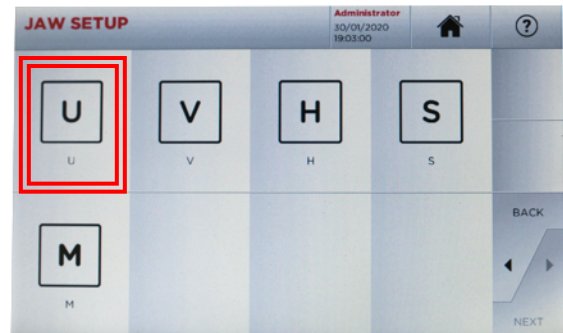 JAW SETUP
Administrator
30/01/2020
19:03:00
?
U V H S
U V H S
M
M
BACK
NEXT